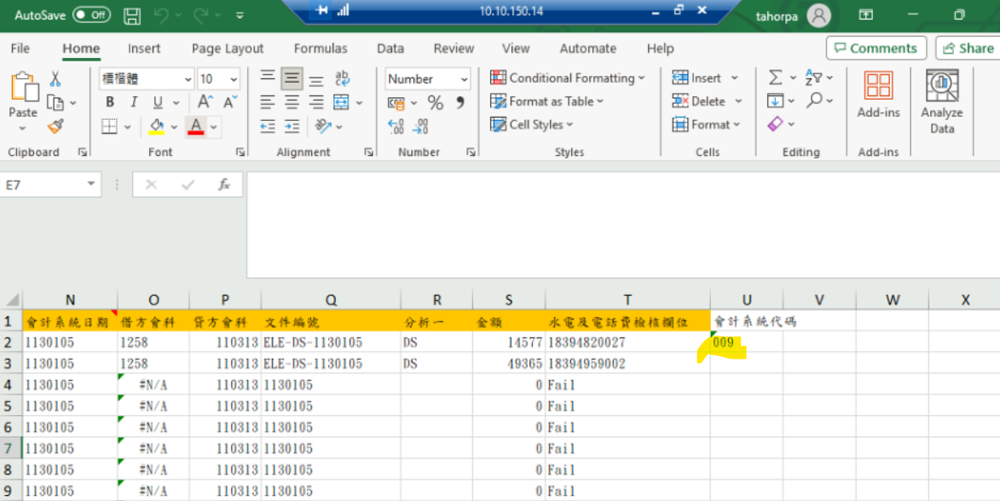 AutoSave Off 10.10.150.14 tahorpa
File Home Insert Page Layout Formulas Data Review View Automate Help Comments Share
標楷體 10 Number Conditional Formatting Insert
Paste B I U Format as Table Delete Add-ins Analyze Data
Cell Styles Format
Clipboard Font Alignment Number Styles Cells Editing Add-ins
E7 fx
N O P Q R S T U V W X
1 會計系統日期 借方會科 貸方會科 文件編號 分析一 金額 水電及電話費檢核欄位 會計系統代碼
2 1130105 1258 110313 ELE-DS-1130105 DS 14577 18394820027 009
3 1130105 1258 110313 ELE-DS-1130105 DS 49365 18394959002
4 1130105 #N/A 110313 1130105 0 Fail
5 1130105 #N/A 110313 1130105 0 Fail
6 1130105 #N/A 110313 1130105 0 Fail
7 1130105 #N/A 110313 1130105 0 Fail
8 1130105 #N/A 110313 1130105 0 Fail
9 1130105 #N/A 110313 1130105 0 Fail